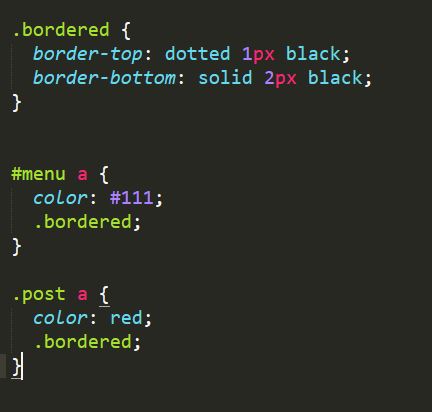 .bordered {
  border-top: dotted 1px black;
  border-bottom: solid 2px black;
}
#menu a {
  color: #111;
  .bordered;
}
.post a {
  color: red;
  .bordered;
}